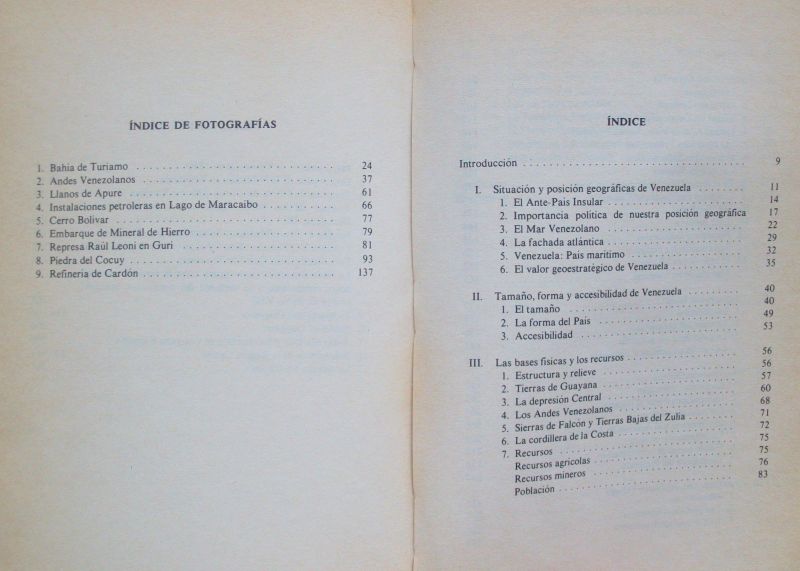 ÍNDICE DE FOTOGRAFÍAS
1. Bahía de Turiamo 24
2. Andes Venezolanos 37
3. Llanos de Apure 61
4. Instalaciones petroleras en Lago de Maracaibo 66
5. Cerro Bolívar 77
6. Embarque de Mineral de Hierro 79
7. Represa Raúl Leoni en Guri 81
8. Piedra del Cocuy 93
9. Refinería de Cardón 137
ÍNDICE
Introducción 9
I. Situación y posición geográficas de Venezuela 11
1. El Ante-País Insular 14
2. Importancia política de nuestra posición geográfica 17
3. El Mar Venezolano 22
4. La fachada atlántica 29
5. Venezuela: País marítimo 32
6. El valor geoestratégico de Venezuela 35
II. Tamaño, forma y accesibilidad de Venezuela 40
1. El tamaño 40
2. La forma del País 49
3. Accesibilidad 53
III. Las bases físicas y los recursos 56
1. Estructura y relieve 56
2. Tierras de Guayana 57
3. La depresión Central 60
4. Los Andes Venezolanos 68
5. Sierras de Falcón y Tierras Bajas del Zulia 71
6. La cordillera de la Costa 72
7. Recursos 75
Recursos agrícolas 75
Recursos mineros 76
Población 83